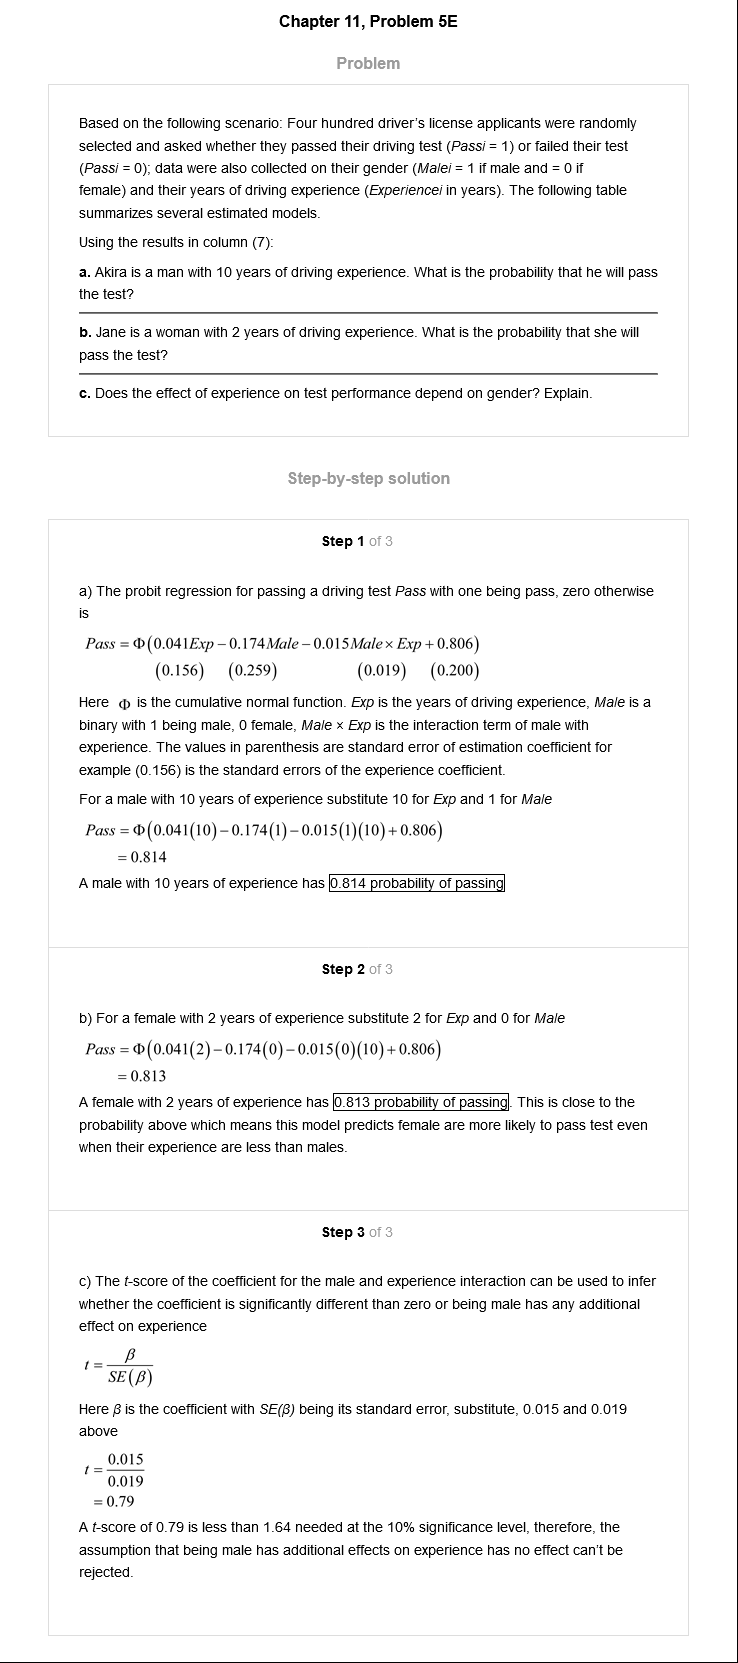 Chapter 11, Problem 5E
Problem
Based on the following scenario: Four hundred driver's license applicants were randomly
selected and asked whether they passed their driving test (Passi = 1) or failed their test
(Passi = 0); data were also collected on their gender (Malei = 1 if male and = 0 if
female) and their years of driving experience (Experiencei in years). The following table
summarizes several estimated models.
Using the results in column (7):
a. Akira is a man with 10 years of driving experience. What is the probability that he will pass
the test?
b. Jane is a woman with 2 years of driving experience. What is the probability that she will
pass the test?
c. Does the effect of experience on test performance depend on gender? Explain.
Step-by-step solution
Step 1 of 3
a) The probit regression for passing a driving test Pass with one being pass, zero otherwise
is
Pass = Φ(0.041Exp − 0.174Male − 0.015Male × Exp + 0.806)
(0.156) (0.259) (0.019) (0.200)
Here Φ is the cumulative normal function. Exp is the years of driving experience, Male is a
binary with 1 being male, 0 female, Male × Exp is the interaction term of male with
experience. The values in parenthesis are standard error of estimation coefficient for
example (0.156) is the standard errors of the experience coefficient.
For a male with 10 years of experience substitute 10 for Exp and 1 for Male
Pass = Φ(0.041(10) − 0.174(1) − 0.015(1)(10) + 0.806)
= 0.814
A male with 10 years of experience has 0.814 probability of passing
Step 2 of 3
b) For a female with 2 years of experience substitute 2 for Exp and 0 for Male
Pass = Φ(0.041(2) − 0.174(0) − 0.015(0)(10) + 0.806)
= 0.813
A female with 2 years of experience has 0.813 probability of passing. This is close to the
probability above which means this model predicts female are more likely to pass test even
when their experience are less than males.
Step 3 of 3
c) The t-score of the coefficient for the male and experience interaction can be used to infer
whether the coefficient is significantly different than zero or being male has any additional
effect on experience
t = β / SE(β)
Here β is the coefficient with SE(β) being its standard error, substitute, 0.015 and 0.019
above
t = 0.015 / 0.019
= 0.79
A t-score of 0.79 is less than 1.64 needed at the 10% significance level, therefore, the
assumption that being male has additional effects on experience has no effect can't be
rejected.